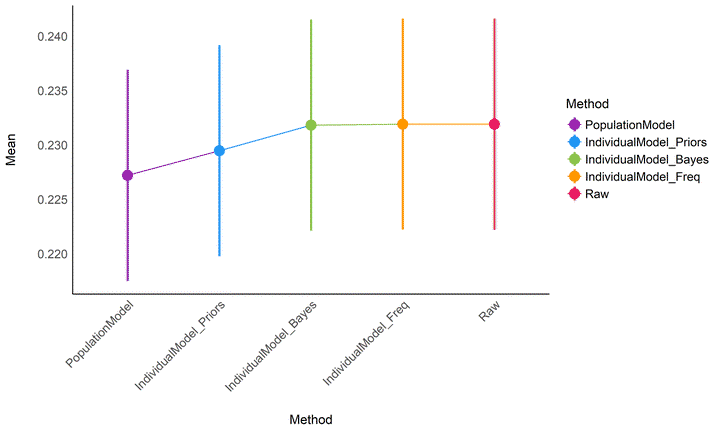 0.240
0.235
0.230
0.225
0.220
Mean
PopulationModel
IndividualModel_Priors
IndividualModel_Bayes
IndividualModel_Freq
Raw
Method
Method
PopulationModel
IndividualModel_Priors
IndividualModel_Bayes
IndividualModel_Freq
Raw